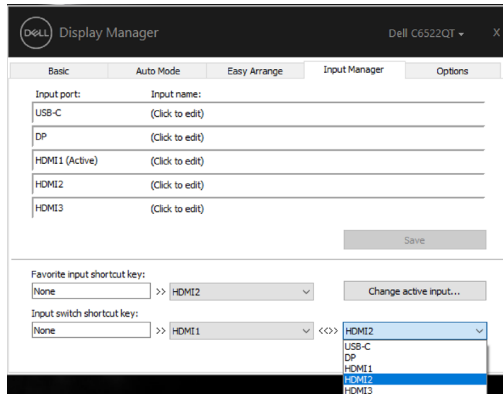 DELL Display Manager Dell C6522QT X
Basic Auto Mode Easy Arrange Input Manager Options
Input port: Input name:
USB-C (Click to edit)
DP (Click to edit)
HDMI1 (Active) (Click to edit)
HDMI2 (Click to edit)
HDMI3 (Click to edit)
Save
Favorite input shortcut key:
None >> HDMI2 Change active input...
Input switch shortcut key:
None >> HDMI1 <<>> HDMI2
USB-C
DP
HDMI1
HDMI2
HDMI3